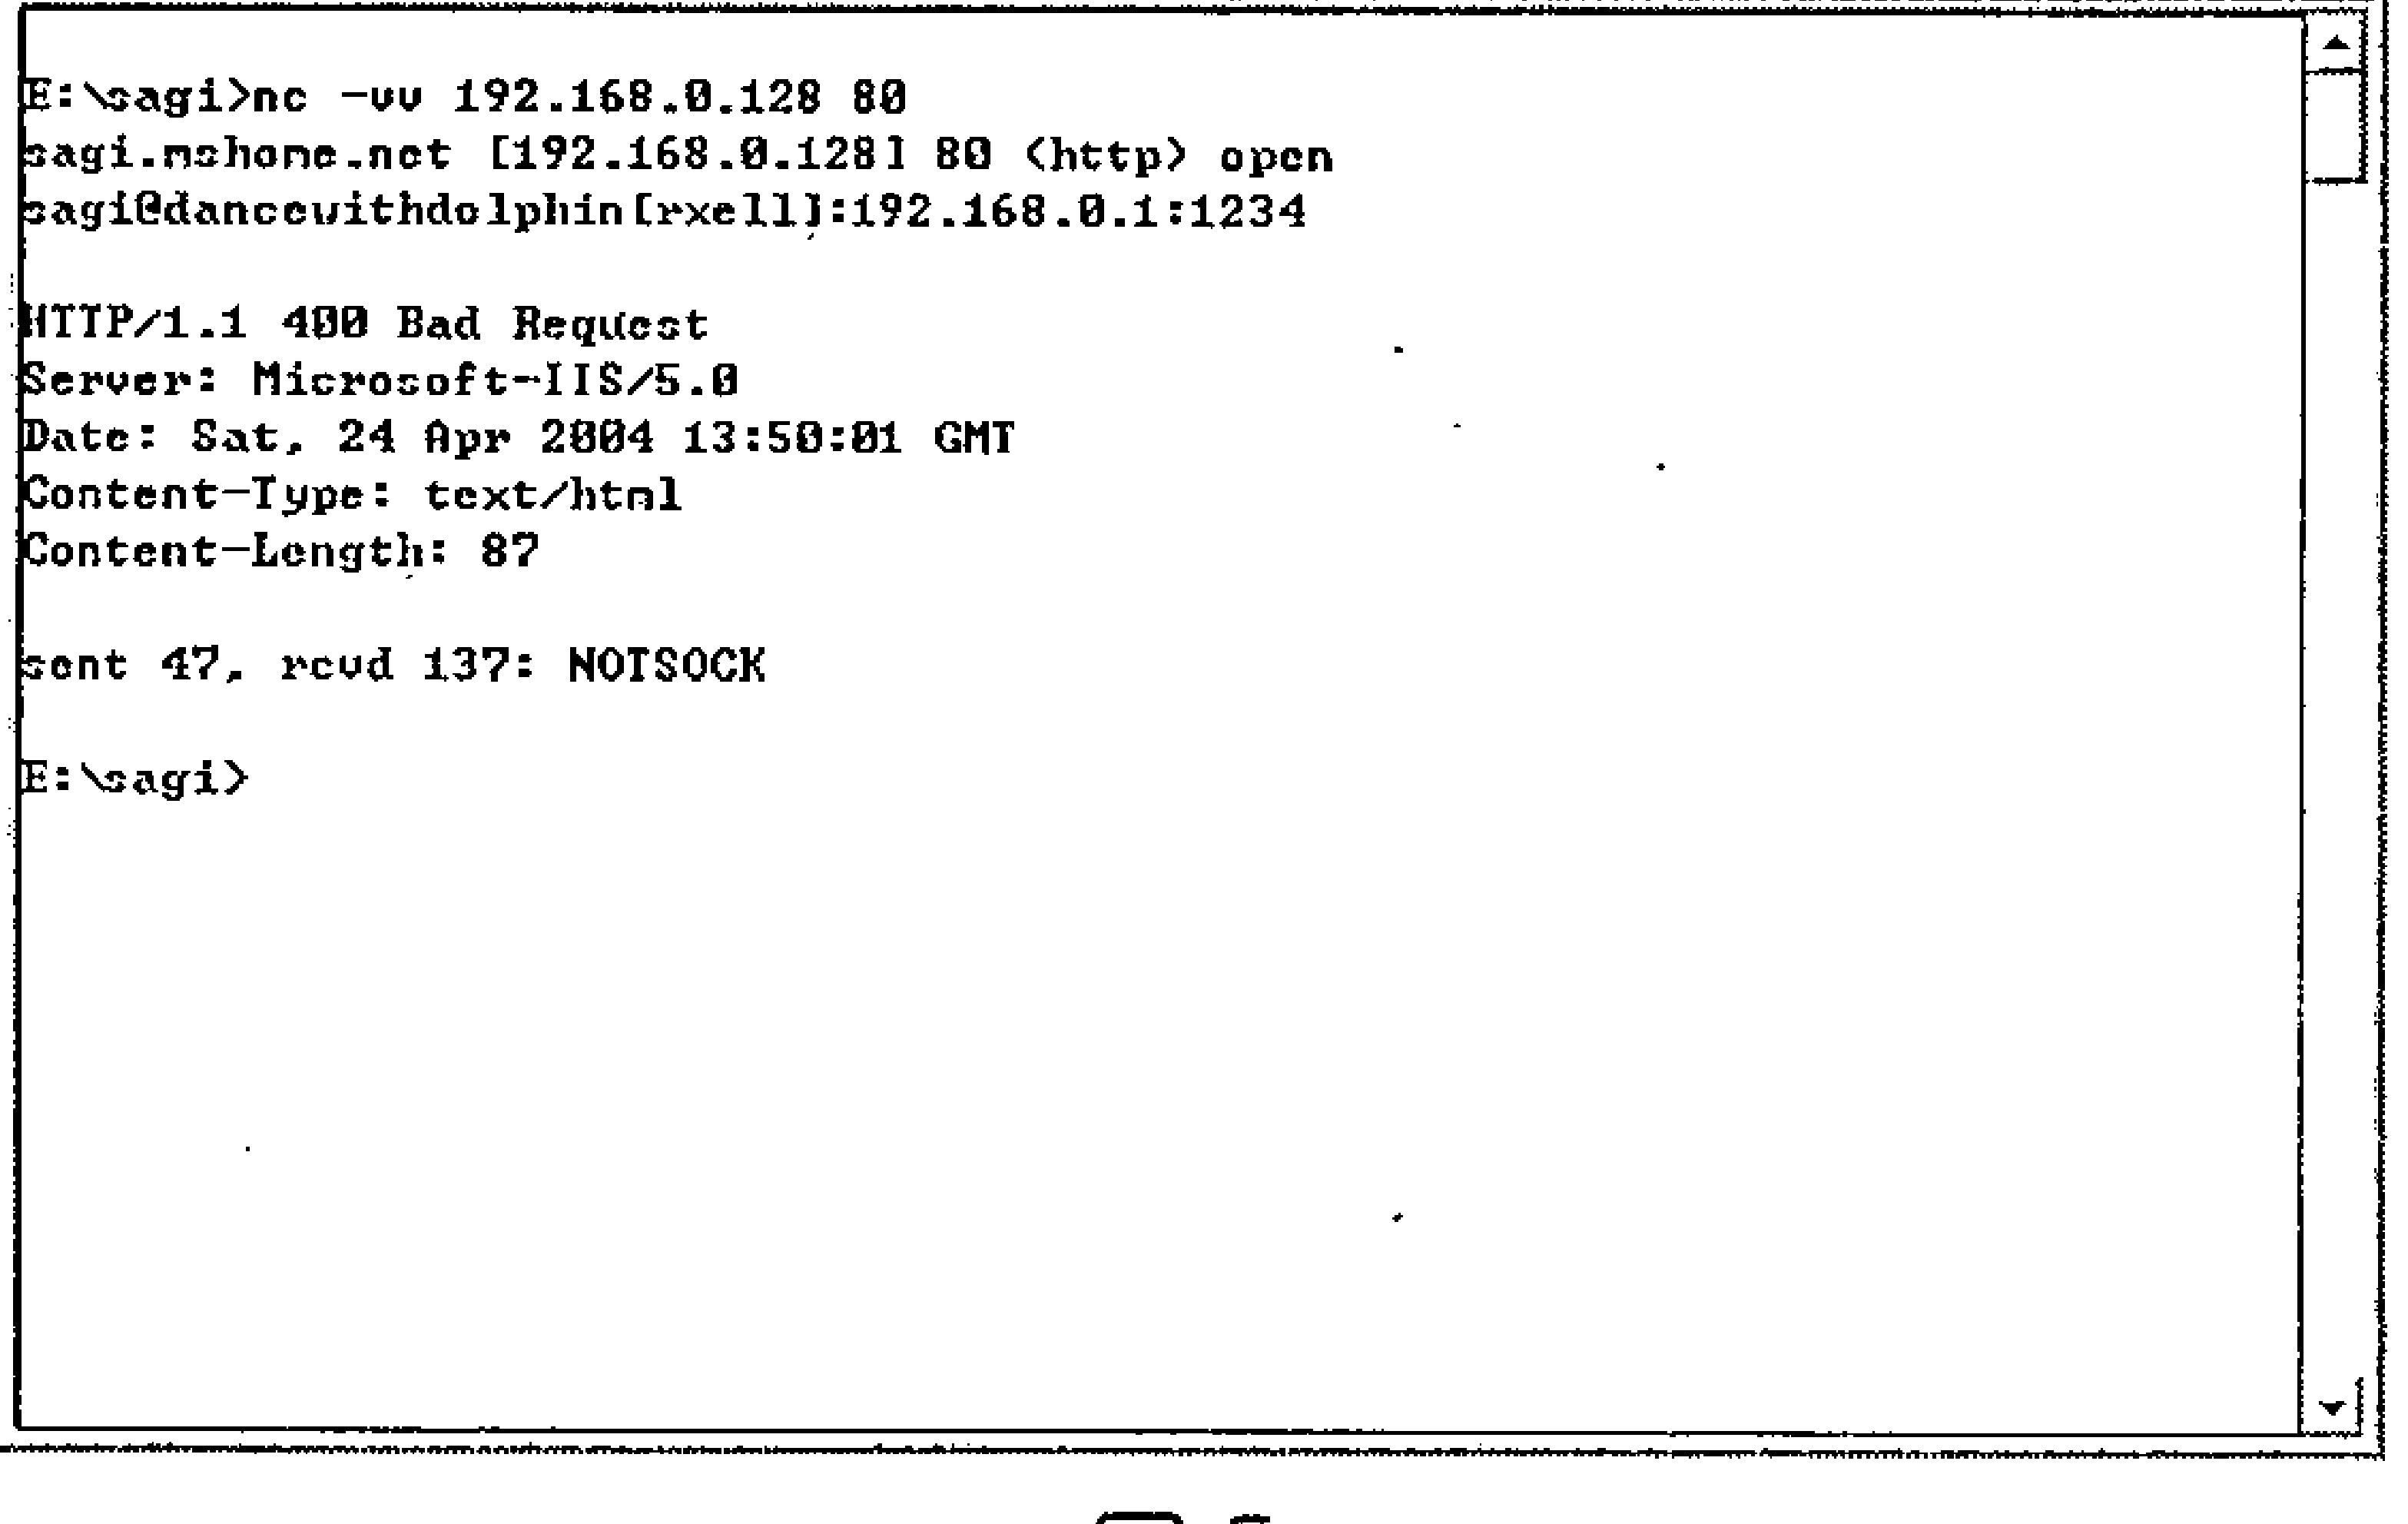 E:\sagi>nc -vv 192.168.0.128 80
sagi.mshome.net [192.168.0.128] 80 (http) open
sagi@dancewithdolphin[rxell]:192.168.0.1:1234
HTTP/1.1 400 Bad Request
Server: Microsoft-IIS/5.0
Date: Sat, 24 Apr 2004 13:50:01 GMT
Content-Type: text/html
Content-Length: 87
sent 47, rcvd 137: NOTSOCK
E:\sagi>